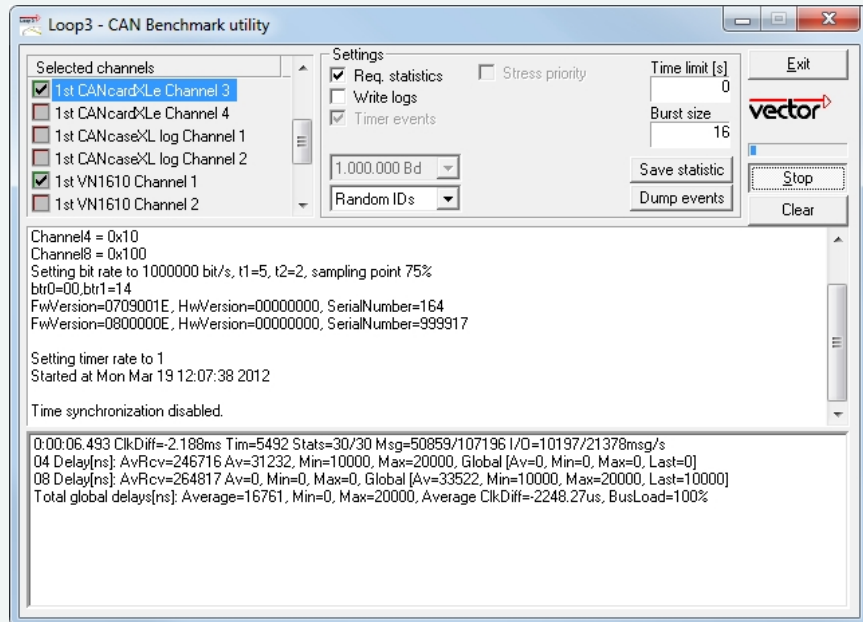 Loop3 - CAN Benchmark utility
Selected channels
1st CANcardXLe Channel 3
1st CANcardXLe Channel 4
1st CANcaseXL log Channel 1
1st CANcaseXL log Channel 2
1st VN1610 Channel 1
1st VN1610 Channel 2
Settings
Req. statistics
Write logs
Timer events
Stress priority
1.000.000 Bd
Random IDs
Time limit [s]
0
Burst size
16
Save statistic
Dump events
Exit
vector
Stop
Clear
Channel4 = 0x10
Channel8 = 0x100
Setting bit rate to 1000000 bit/s, t1=5, t2=2, sampling point 75%
btr0=00,btr1=14
FwVersion=0709001E, HwVersion=00000000, SerialNumber=164
FwVersion=0800000E, HwVersion=00000000, SerialNumber=999917
Setting timer rate to 1
Started at Mon Mar 19 12:07:38 2012
Time synchronization disabled.
0:00:06.493 ClkDiff=-2.188ms Tim=5492 Stats=30/30 Msg=50859/107196 I/O=10197/21378msg/s
04 Delay[ns]: AvRcv=246716 Av=31232, Min=10000, Max=20000, Global [Av=0, Min=0, Max=0, Last=0]
08 Delay[ns]: AvRcv=264817 Av=0, Min=0, Max=0, Global [Av=33522, Min=10000, Max=20000, Last=10000]
Total global delays[ns]: Average=16761, Min=0, Max=20000, Average ClkDiff=-2248.27us, BusLoad=100%